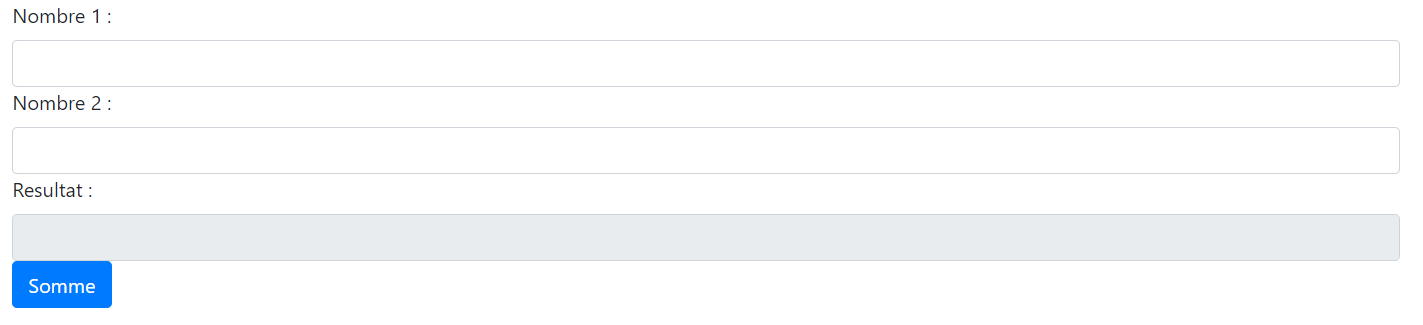 Nombre 1 :
Nombre 2 :
Resultat :
Somme